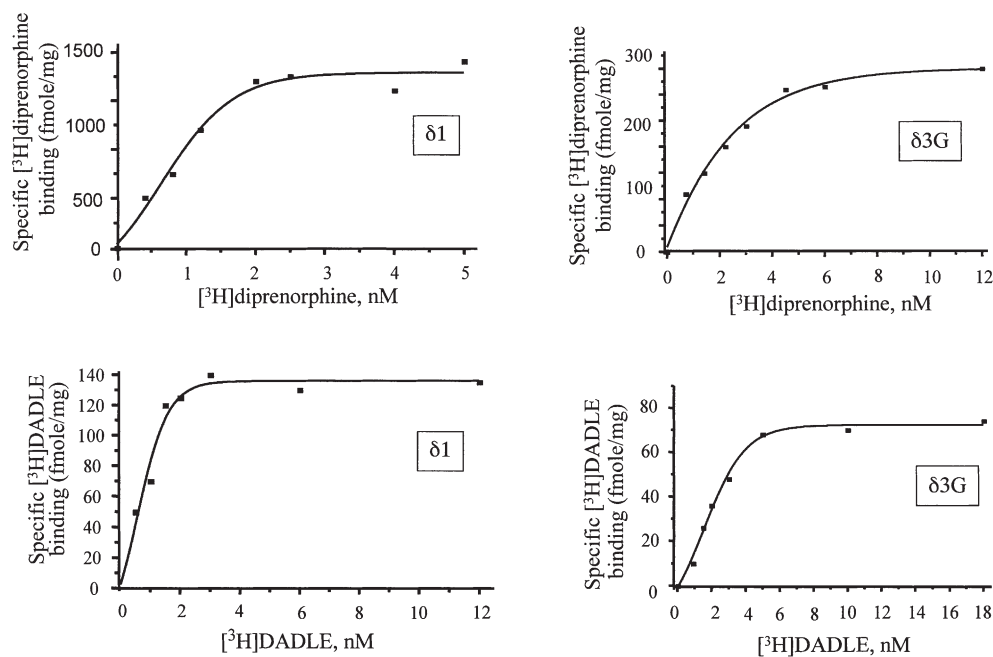 Specific [³H]diprenorphine
binding (fmole/mg)
1500
1000
500
0
δ1
0 1 2 3 4 5
[³H]diprenorphine, nM
Specific [³H]diprenorphine
binding (fmole/mg)
300
200
100
0
δ3G
0 2 4 6 8 10 12
[³H]diprenorphine, nM
Specific [³H]DADLE
binding (fmole/mg)
140
120
100
80
60
40
20
0
δ1
0 2 4 6 8 10 12
[³H]DADLE, nM
Specific [³H]DADLE
binding (fmole/mg)
80
60
40
20
0
δ3G
0 2 4 6 8 10 12 14 16 18
[³H]DADLE, nM